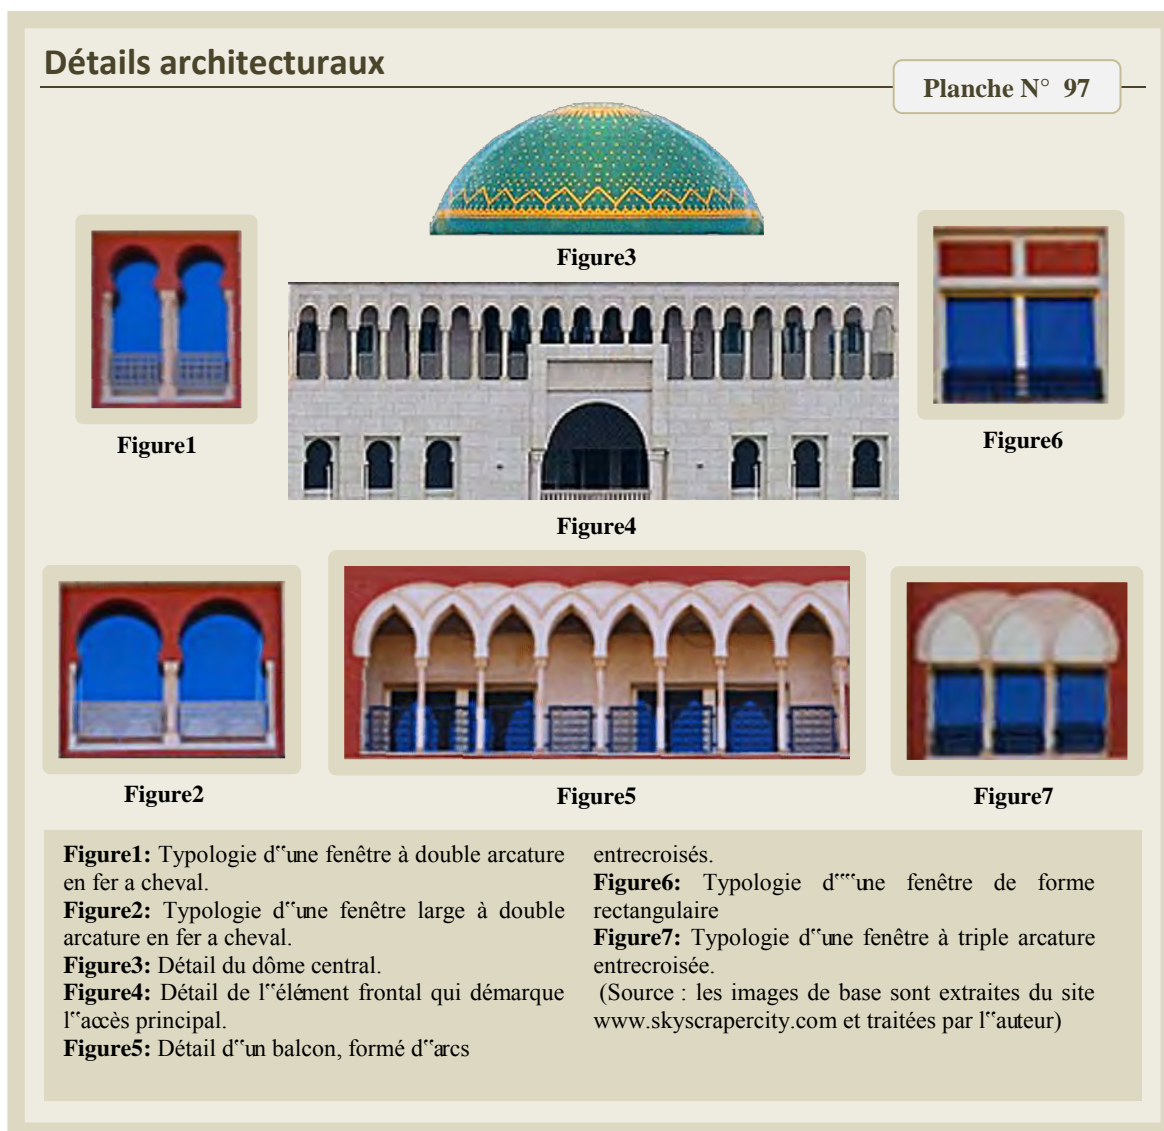 Détails architecturaux
Planche N° 97
Figure3
Figure1
Figure6
Figure4
Figure2
Figure5
Figure7
Figure1: Typologie d‟une fenêtre à double arcature
en fer a cheval.
Figure2: Typologie d‟une fenêtre large à double
arcature en fer a cheval.
Figure3: Détail du dôme central.
Figure4: Détail de l‟élément frontal qui démarque
l‟accès principal.
Figure5: Détail d‟un balcon, formé d‟arcs
entrecroisés.
Figure6: Typologie d‟‟une fenêtre de forme
rectangulaire
Figure7: Typologie d‟une fenêtre à triple arcature
entrecroisée.
(Source : les images de base sont extraites du site
www.skyscrapercity.com et traitées par l‟auteur)